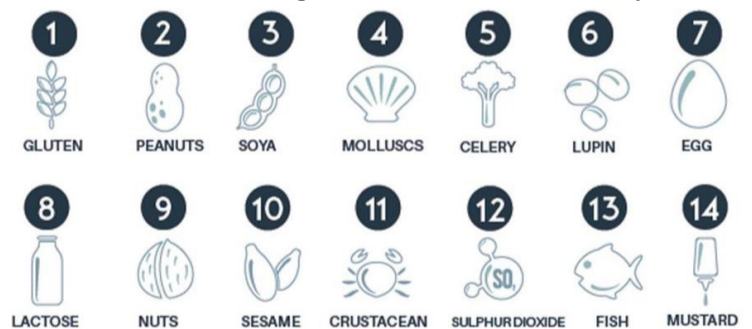 1 2 3 4 5 6 7
GLUTEN PEANUTS SOYA MOLLUSCS CELERY LUPIN EGG
8 9 10 11 12 13 14
SO₂
LACTOSE NUTS SESAME CRUSTACEAN SULPHUR DIOXIDE FISH MUSTARD